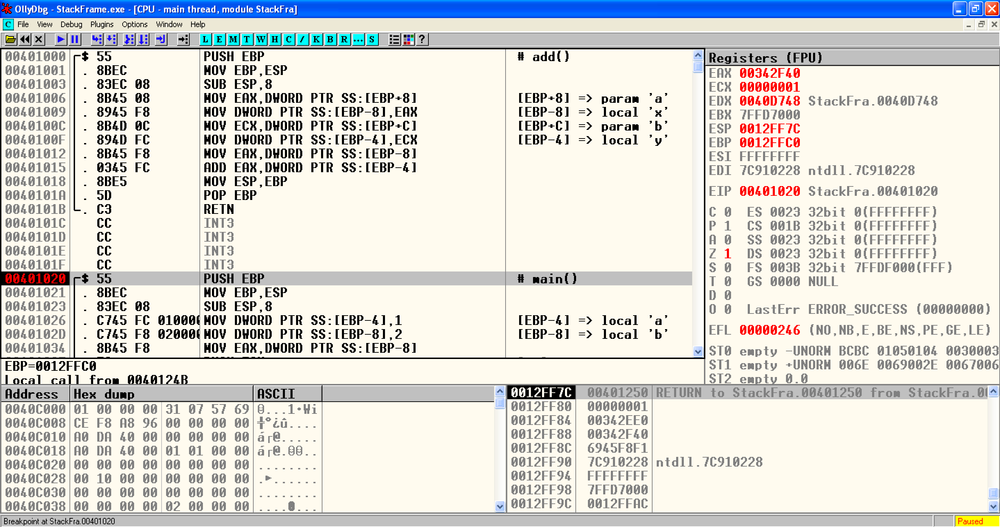 OllyDbg - StackFrame.exe - [CPU - main thread, module StackFra]
C File View Debug Plugins Options Window Help
L E M T W H C / K B R ... S ?
00401000 $ 55 PUSH EBP # add()
00401001 . 8BEC MOV EBP,ESP
00401003 . 83EC 08 SUB ESP,8
00401006 . 8B45 08 MOV EAX,DWORD PTR SS:[EBP+8] [EBP+8] => param 'a'
00401009 . 8945 F8 MOV DWORD PTR SS:[EBP-8],EAX [EBP-8] => local 'x'
0040100C . 8B4D 0C MOV ECX,DWORD PTR SS:[EBP+C] [EBP+C] => param 'b'
0040100F . 894D FC MOV DWORD PTR SS:[EBP-4],ECX [EBP-4] => local 'y'
00401012 . 8B45 F8 MOV EAX,DWORD PTR SS:[EBP-8]
00401015 . 0345 FC ADD EAX,DWORD PTR SS:[EBP-4]
00401018 . 8BE5 MOV ESP,EBP
0040101A . 5D POP EBP
0040101B . C3 RETN
0040101C CC INT3
0040101D CC INT3
0040101E CC INT3
0040101F CC INT3
00401020 $ 55 PUSH EBP # main()
00401021 . 8BEC MOV EBP,ESP
00401023 . 83EC 08 SUB ESP,8
00401026 . C745 FC 010000 MOV DWORD PTR SS:[EBP-4],1 [EBP-4] => local 'a'
0040102D . C745 F8 020000 MOV DWORD PTR SS:[EBP-8],2 [EBP-8] => local 'b'
00401034 . 8B45 F8 MOV EAX,DWORD PTR SS:[EBP-8]
EBP=0012FFC0
Local call from 0040124B
Registers (FPU)
EAX 00342F40
ECX 00000001
EDX 0040D748 StackFra.0040D748
EBX 7FFD7000
ESP 0012FF7C
EBP 0012FFC0
ESI FFFFFFFF
EDI 7C910228 ntdll.7C910228
EIP 00401020 StackFra.00401020
C 0 ES 0023 32bit 0(FFFFFFFF)
P 1 CS 001B 32bit 0(FFFFFFFF)
A 0 SS 0023 32bit 0(FFFFFFFF)
Z 1 DS 0023 32bit 0(FFFFFFFF)
S 0 FS 003B 32bit 7FFDF000(FFF)
T 0 GS 0000 NULL
D 0
O 0 LastErr ERROR_SUCCESS (00000000)
EFL 00000246 (NO,NB,E,BE,NS,PE,GE,LE)
ST0 empty -UNORM BCBC 01050104 0030003
ST1 empty +UNORM 006E 0069002E 0067006
ST2 empty 0.0
Address Hex dump ASCII
0040C000 01 00 00 00 31 07 57 69 ☺...1•Wi
0040C008 CE F8 A8 96 00 00 00 00 ╬°¿û....
0040C010 A0 DA 40 00 00 00 00 00 á┌@.....
0040C018 A0 DA 40 00 01 01 00 00 á┌@.☺☺..
0040C020 00 00 00 00 00 00 00 00 ........
0040C028 00 10 00 00 00 00 00 00 .►......
0040C030 00 00 00 00 00 00 00 00 ........
0040C038 00 00 00 00 02 00 00 00 ....☻...
0012FF7C 00401250 RETURN to StackFra.00401250 from StackFra.00
0012FF80 00000001
0012FF84 00342EE0
0012FF88 00342F40
0012FF8C 6945F8F1
0012FF90 7C910228 ntdll.7C910228
0012FF94 FFFFFFFF
0012FF98 7FFD7000
0012FF9C 0012FFAC
Breakpoint at StackFra.00401020
Paused